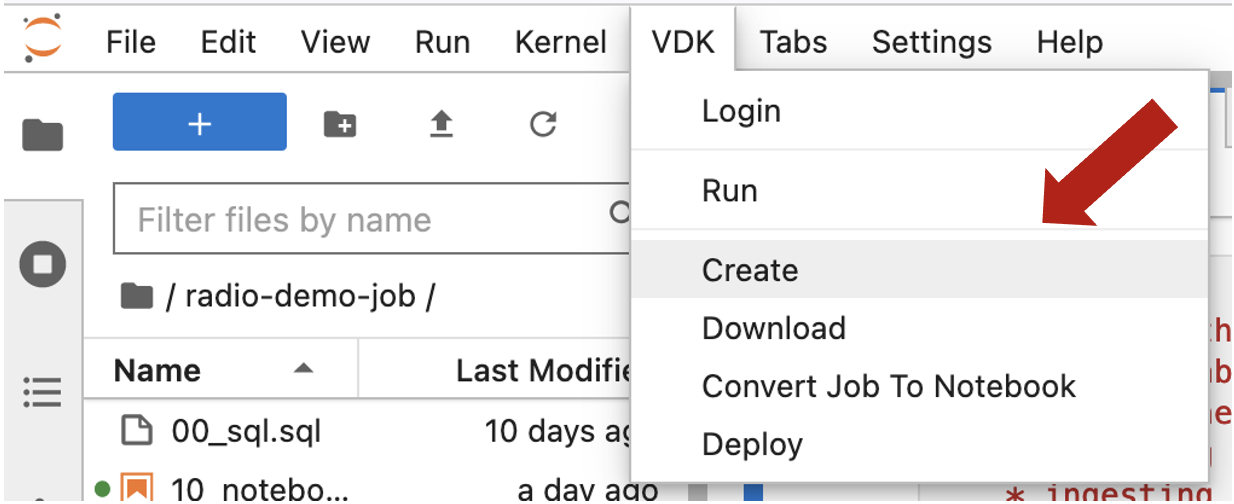 File Edit View Run Kernel VDK Tabs Settings Help
Login
Run
Create
Download
Convert Job To Notebook
Deploy
Filter files by name
/ radio-demo-job /
Name Last Modifie
00_sql.sql 10 days ag
10_notebo... a day ago
* ingesting